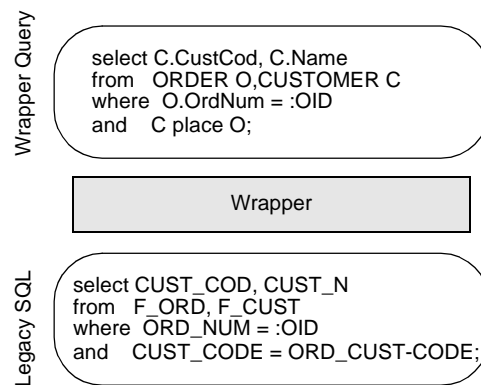 Wrapper Query
select C.CustCod, C.Name
from ORDER O,CUSTOMER C
where O.OrdNum = :OID
and C place O;
Wrapper
Legacy SQL
select CUST_COD, CUST_N
from F_ORD, F_CUST
where ORD_NUM = :OID
and CUST_CODE = ORD_CUST-CODE;